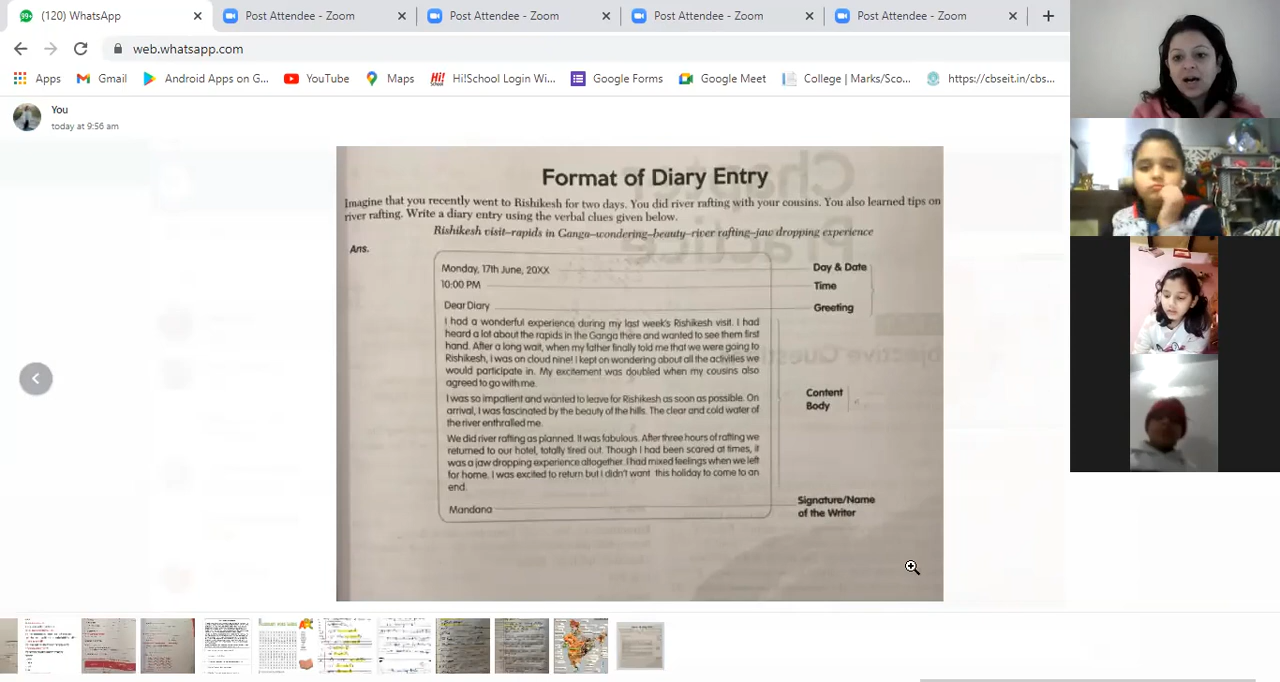 (120) WhatsApp
Post Attendee - Zoom
Post Attendee - Zoom
Post Attendee - Zoom
Post Attendee - Zoom
web.whatsapp.com
Apps
Gmail
Android Apps on G...
YouTube
Maps
Hi! Hi!School Login Wi...
Google Forms
Google Meet
College | Marks/Sco...
https://cbseit.in/cbs...
You
today at 9:56 am
Format of Diary Entry
Imagine that you recently went to Rishikesh for two days. You did river rafting with your cousins. You also learned tips on
river rafting. Write a diary entry using the verbal clues given below.
Rishikesh visit–rapids in Ganga–wondering–beauty–river rafting–jaw dropping experience
Ans.
Monday, 17th June, 20XX Day & Date
10:00 PM Time
Dear Diary Greeting
I had a wonderful experience during my last week's Rishikesh visit. I had
heard a lot about the rapids in the Ganga there and wanted to see them first
hand. After a long wait, when my father finally told me that we were going to
Rishikesh, I was on cloud nine! I kept on wondering about all the activities we
would participate in. My excitement was doubled when my cousins also
agreed to go with me.
I was so impatient and wanted to leave for Rishikesh as soon as possible. On
arrival, I was fascinated by the beauty of the hills. The clear and cold water of
the river enthralled me.
Content
Body
We did river rafting as planned. It was fabulous. After three hours of rafting we
returned to our hotel, totally tired out. Though I had been scared at times, it
was a jaw dropping experience altogether. I had mixed feelings when we left
for home. I was excited to return but I didn't want this holiday to come to an
end.
Mandana
Signature/Name
of the Writer